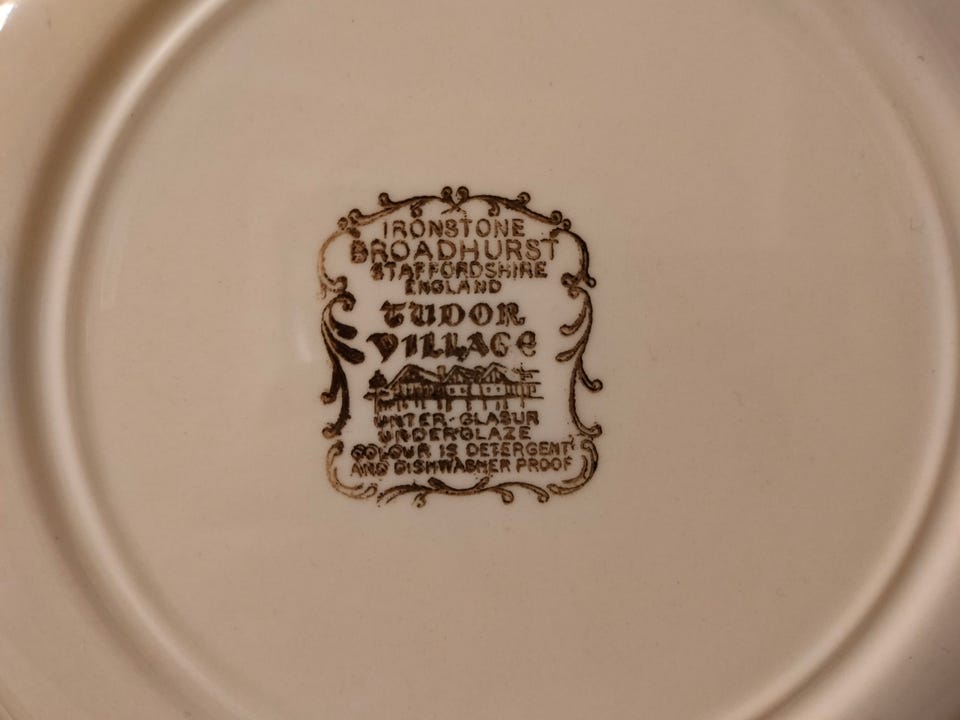 IRONSTONE
BROADHURST
STAFFORDSHIRE
ENGLAND
TUDOR
VILLAGE
UNTER-GLASUR
UNDERGLAZE
COLOUR IS DETERGENT
AND DISHWASHER PROOF